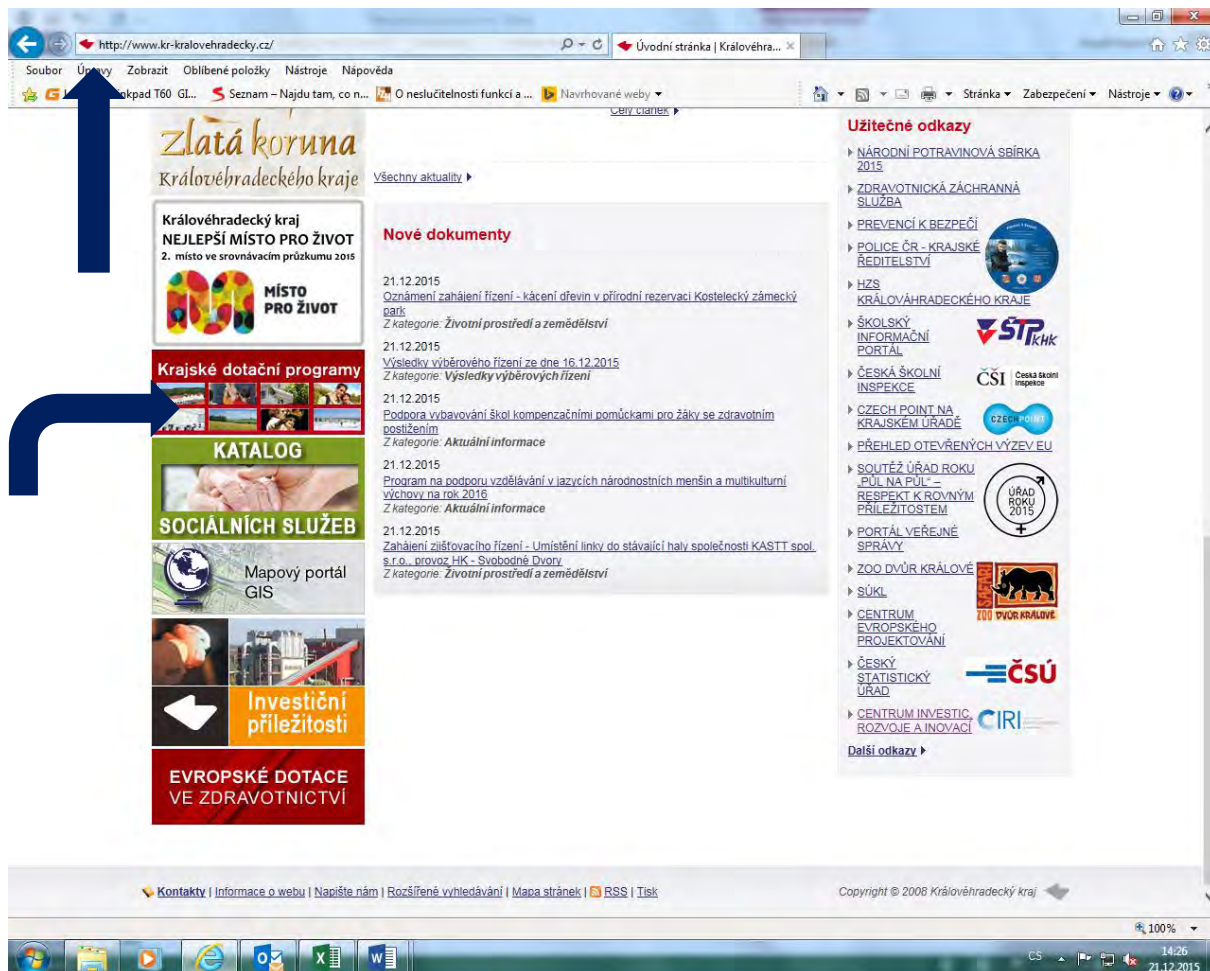 http://www.kr-kralovehradecky.cz/
Úvodní stránka | Královéhra...
Soubor Úpravy Zobrazit Oblíbené položky Nástroje Nápověda
nkpad T60 GI... Seznam – Najdu tam, co n... O neslučitelnosti funkcí a ... Navrhované weby
Stránka Zabezpečení Nástroje
Zlatá koruna
Královéhradeckého kraje
Královéhradecký kraj
NEJLEPŠÍ MÍSTO PRO ŽIVOT
2. místo ve srovnávacím průzkumu 2015
MÍSTO
PRO ŽIVOT
Krajské dotační programy
KATALOG
SOCIÁLNÍCH SLUŽEB
Mapový portál
GIS
Investiční
příležitosti
EVROPSKÉ DOTACE
VE ZDRAVOTNICTVÍ
Celý článek
Všechny aktuality
Nové dokumenty
21.12.2015
Oznámení zahájení řízení - kácení dřevin v přírodní rezervaci Kostelecký zámecký
park
Z kategorie: Životní prostředí a zemědělství
21.12.2015
Výsledky výběrového řízení ze dne 16.12.2015
Z kategorie: Výsledky výběrových řízení
21.12.2015
Podpora vybavování škol kompenzačními pomůckami pro žáky se zdravotním
postižením
Z kategorie: Aktuální informace
21.12.2015
Program na podporu vzdělávání v jazycích národnostních menšin a multikulturní
výchovy na rok 2016
Z kategorie: Aktuální informace
21.12.2015
Zahájení zjišťovacího řízení - Umístění linky do stávající haly společnosti KASTT spol.
s.r.o., provoz HK - Svobodné Dvory
Z kategorie: Životní prostředí a zemědělství
Užitečné odkazy
NÁRODNÍ POTRAVINOVÁ SBÍRKA
2015
ZDRAVOTNICKÁ ZÁCHRANNÁ
SLUŽBA
PREVENCÍ K BEZPEČÍ
POLICE ČR - KRAJSKÉ
ŘEDITELSTVÍ
HZS
KRÁLOVÁHRADECKÉHO KRAJE
ŠKOLSKÝ
INFORMAČNÍ
PORTÁL
ŠTP KHK
ČESKÁ ŠKOLNÍ
INSPEKCE
ČŠI Česká školní
Inspekce
CZECH POINT NA
KRAJSKÉM ÚŘADĚ
CZECH POINT
PŘEHLED OTEVŘENÝCH VÝZEV EU
SOUTĚŽ ÚŘAD ROKU
„PŮL NA PŮL“ –
RESPEKT K ROVNÝM
PŘÍLEŽITOSTEM
ÚŘAD
ROKU
2015
PORTÁL VEŘEJNÉ
SPRÁVY
ZOO DVŮR KRÁLOVÉ
SAFARI
ZOO DVŮR KRÁLOVÉ
SÚKL
CENTRUM
EVROPSKÉHO
PROJEKTOVÁNÍ
ČESKÝ
STATISTICKÝ
ÚŘAD
ČSÚ
CENTRUM INVESTIC,
ROZVOJE A INOVACÍ
CIRI
Další odkazy
Kontakty | Informace o webu | Napište nám | Rozšířené vyhledávání | Mapa stránek | RSS | Tisk
Copyright © 2008 Královéhradecký kraj
100%
CS
14:26
21.12.2015